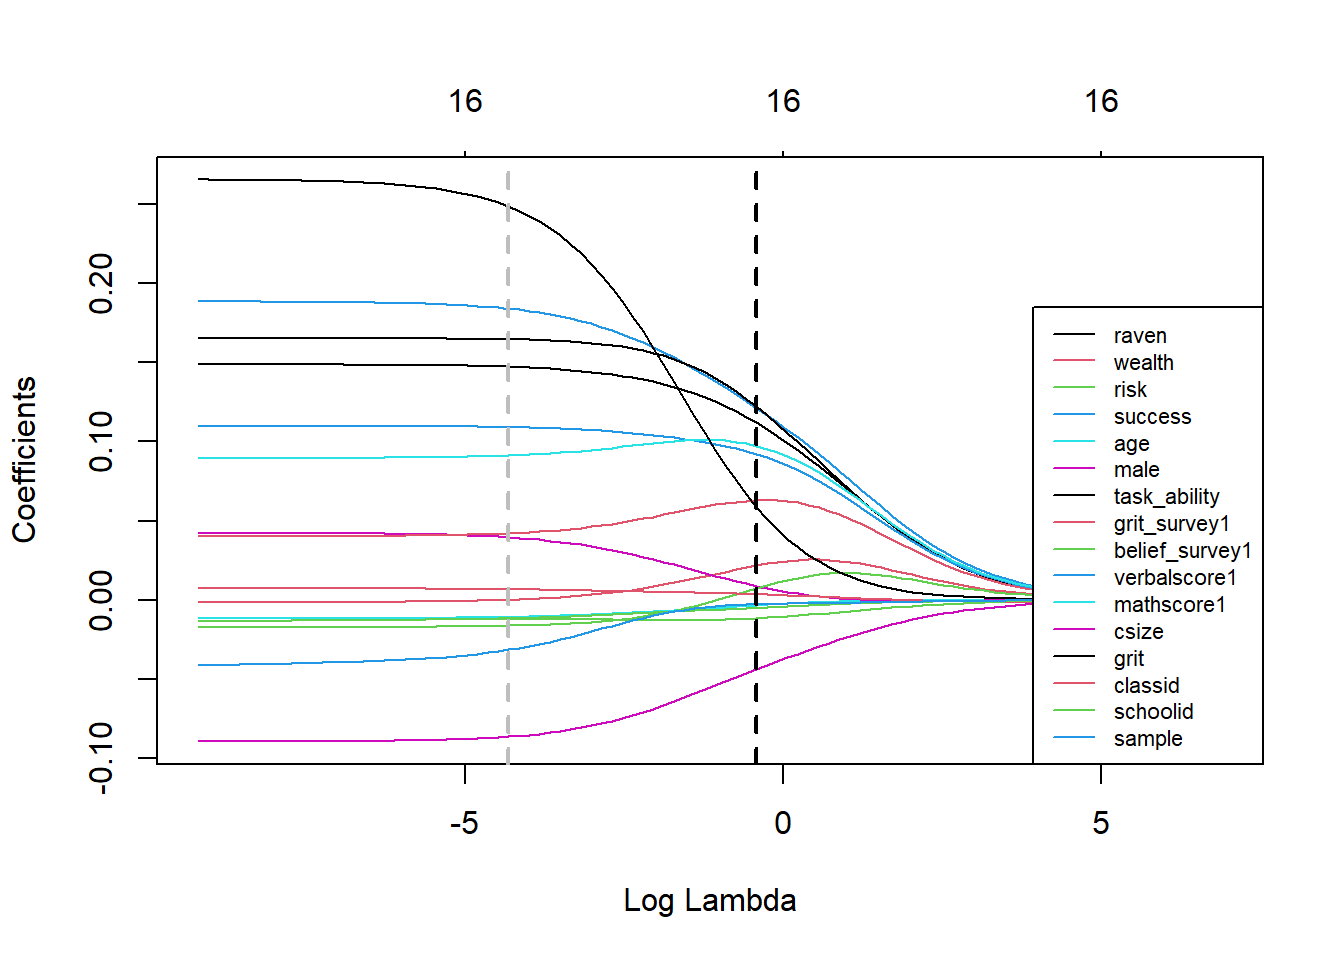 16 16 16
Coefficients
0.20
0.10
0.00
-0.10
raven
wealth
risk
success
age
male
task_ability
grit_survey1
belief_survey1
verbalscore1
mathscore1
csize
grit
classid
schoolid
sample
-5 0 5
Log Lambda